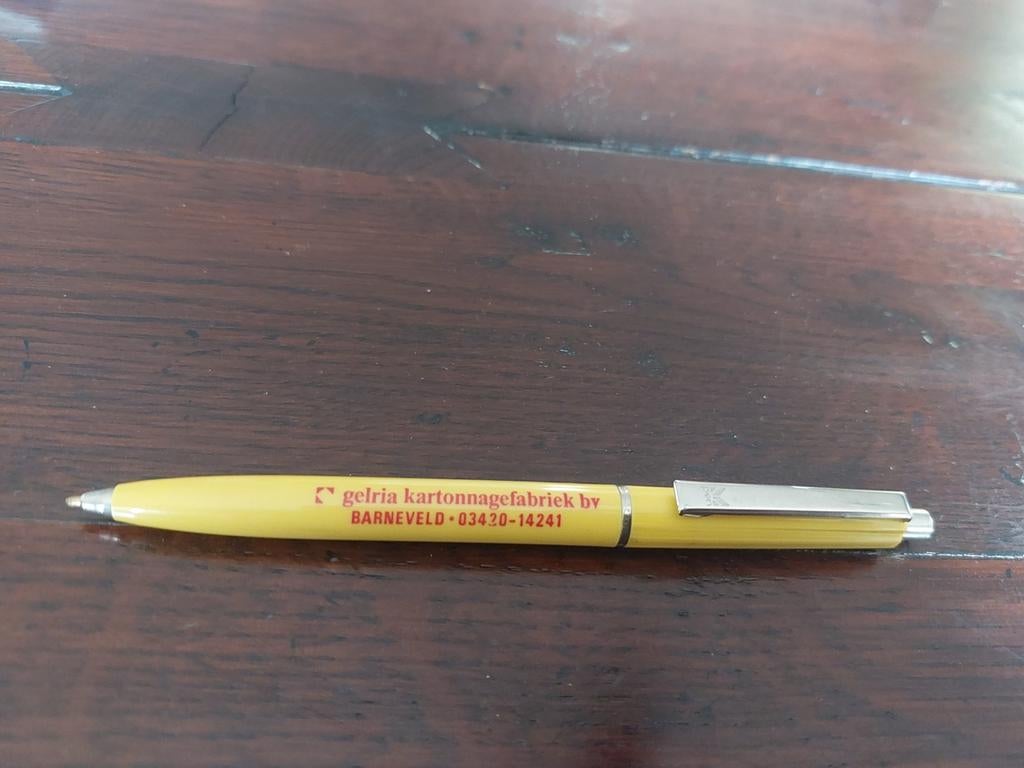 gelria kartonnagefabriek bv
BARNEVELD • 03420-14241